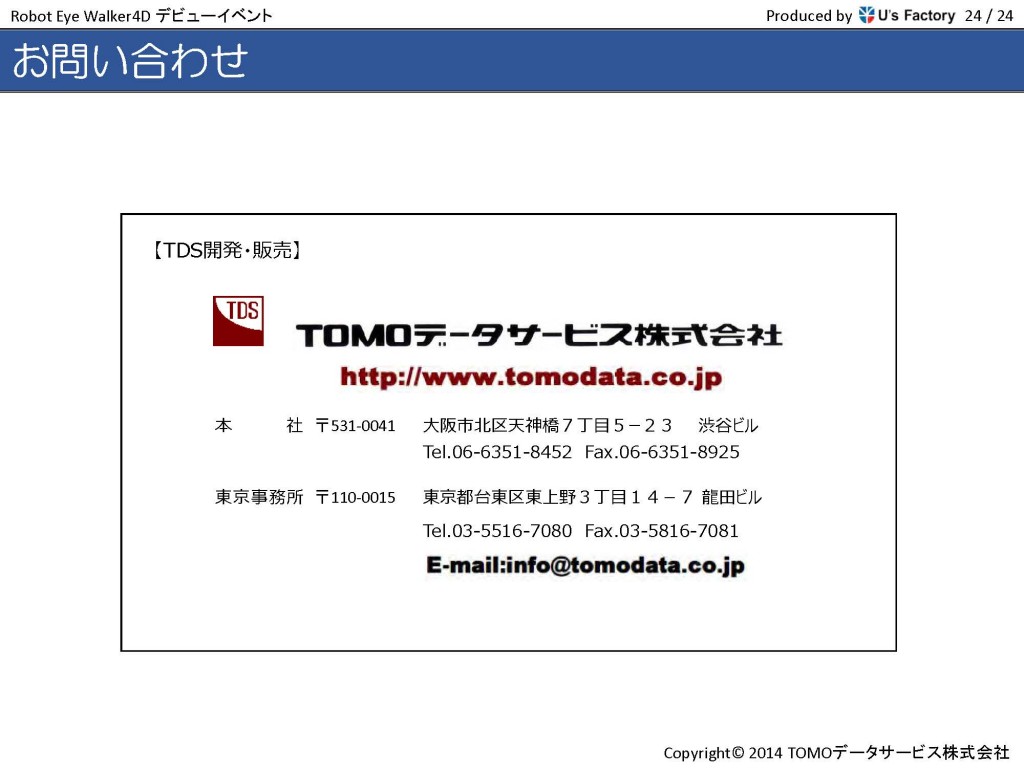 Robot Eye Walker4D デビューイベント
Produced by U's Factory 24 / 24
お問い合わせ
【TDS開発・販売】
TDS
TOMOデータサービス株式会社
http://www.tomodata.co.jp
本　　　社 〒531-0041 大阪市北区天神橋７丁目５－２３　渋谷ビル
Tel.06-6351-8452 Fax.06-6351-8925
東京事務所 〒110-0015 東京都台東区東上野３丁目１４－７ 龍田ビル
Tel.03-5516-7080 Fax.03-5816-7081
E-mail:info@tomodata.co.jp
Copyright© 2014 TOMOデータサービス株式会社